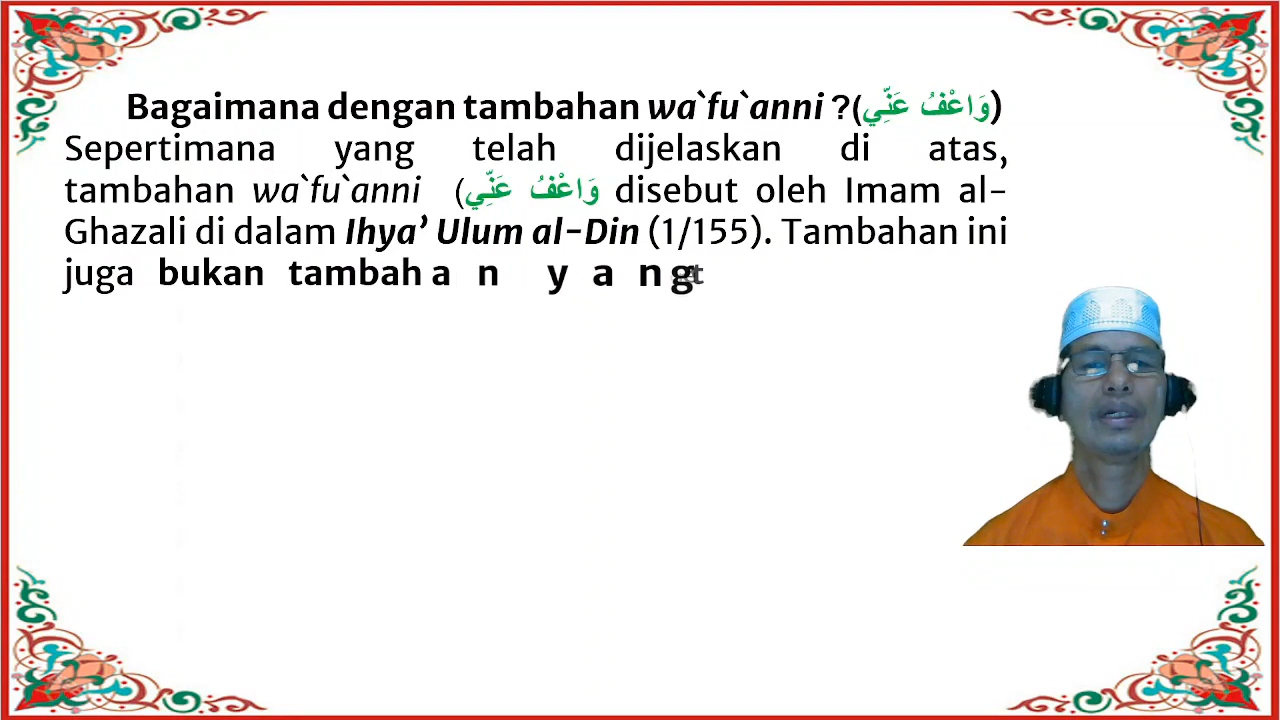 Bagaimana dengan tambahan wa`fu`anni ?(وَاعْفُ عَنِّي)
Sepertimana yang telah dijelaskan di atas,
tambahan wa`fu`anni (وَاعْفُ عَنِّي disebut oleh Imam al-
Ghazali di dalam Ihya’ Ulum al-Din (1/155). Tambahan ini
juga bukan tambahan yang